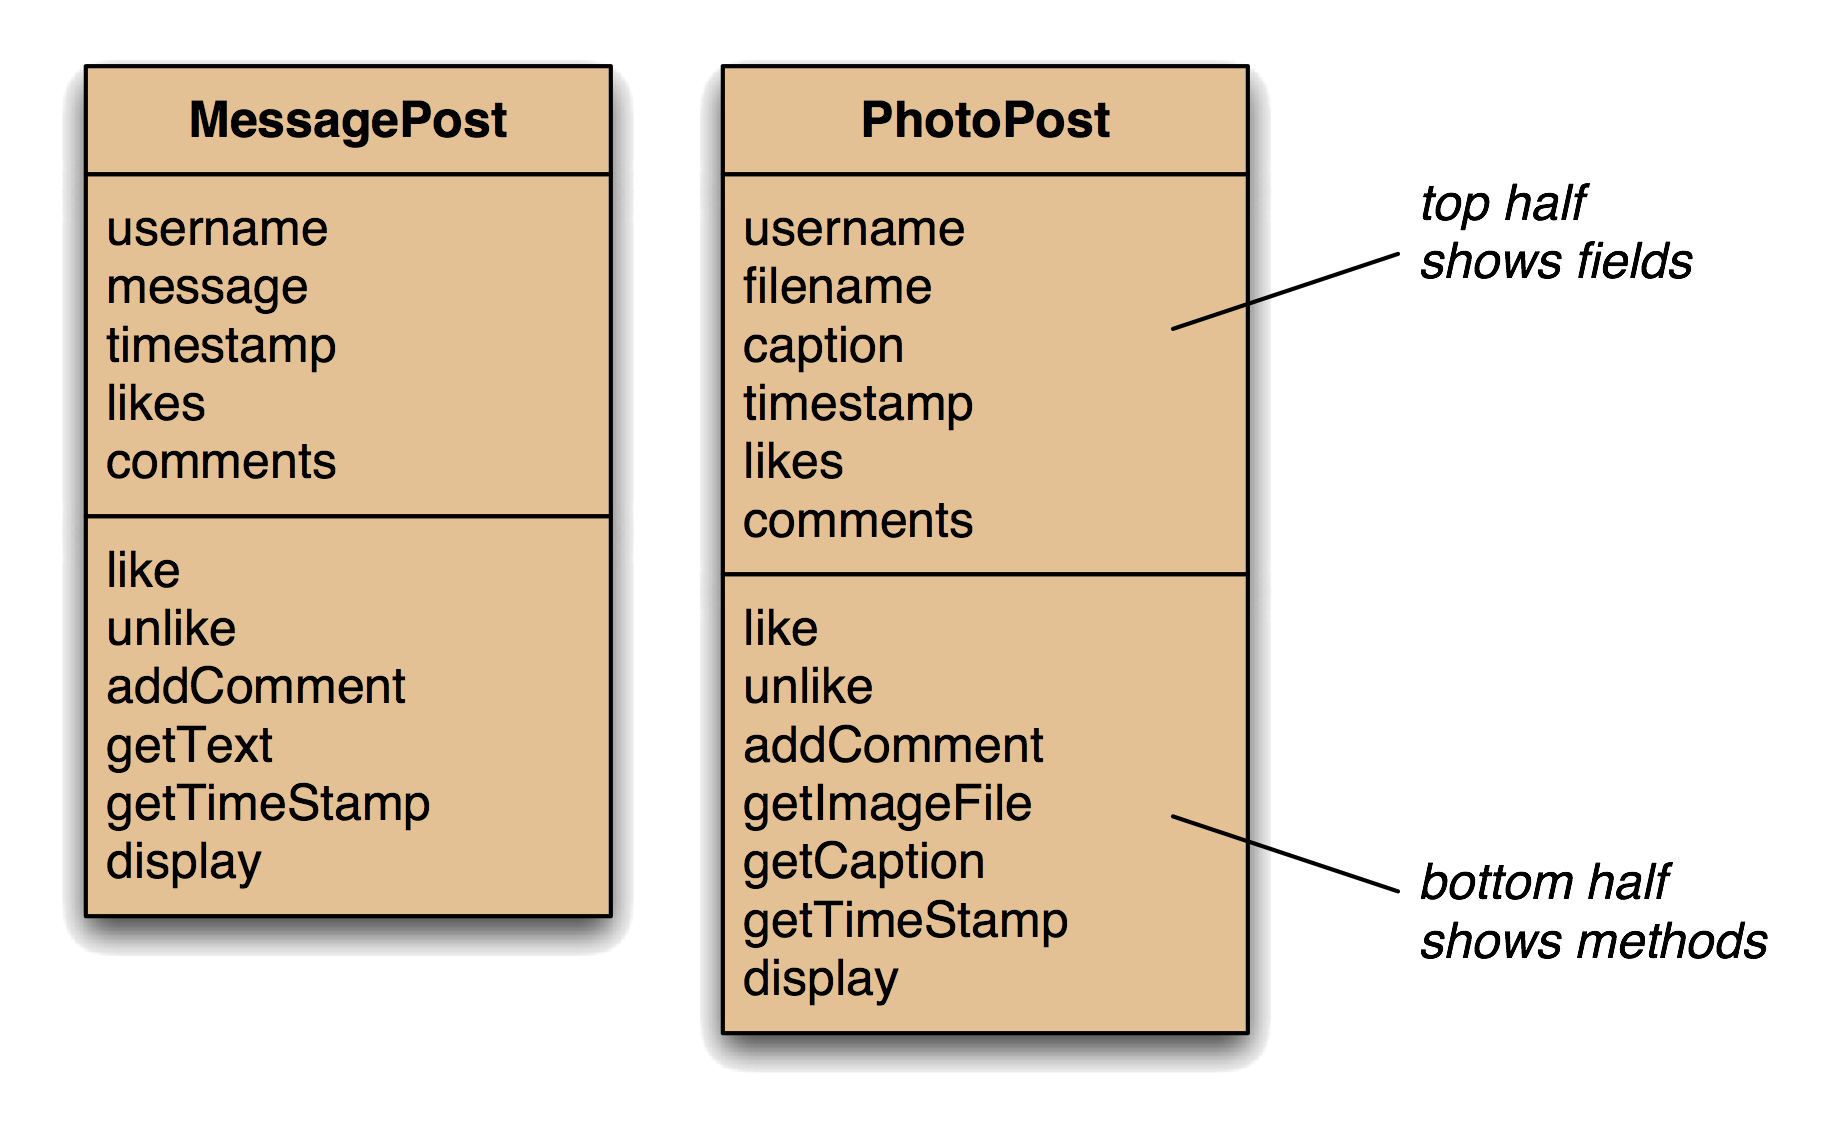 MessagePost
username
message
timestamp
likes
comments
like
unlike
addComment
getText
getTimeStamp
display
PhotoPost
username
filename
caption
timestamp
likes
comments
like
unlike
addComment
getImageFile
getCaption
getTimeStamp
display
top half
shows fields
bottom half
shows methods